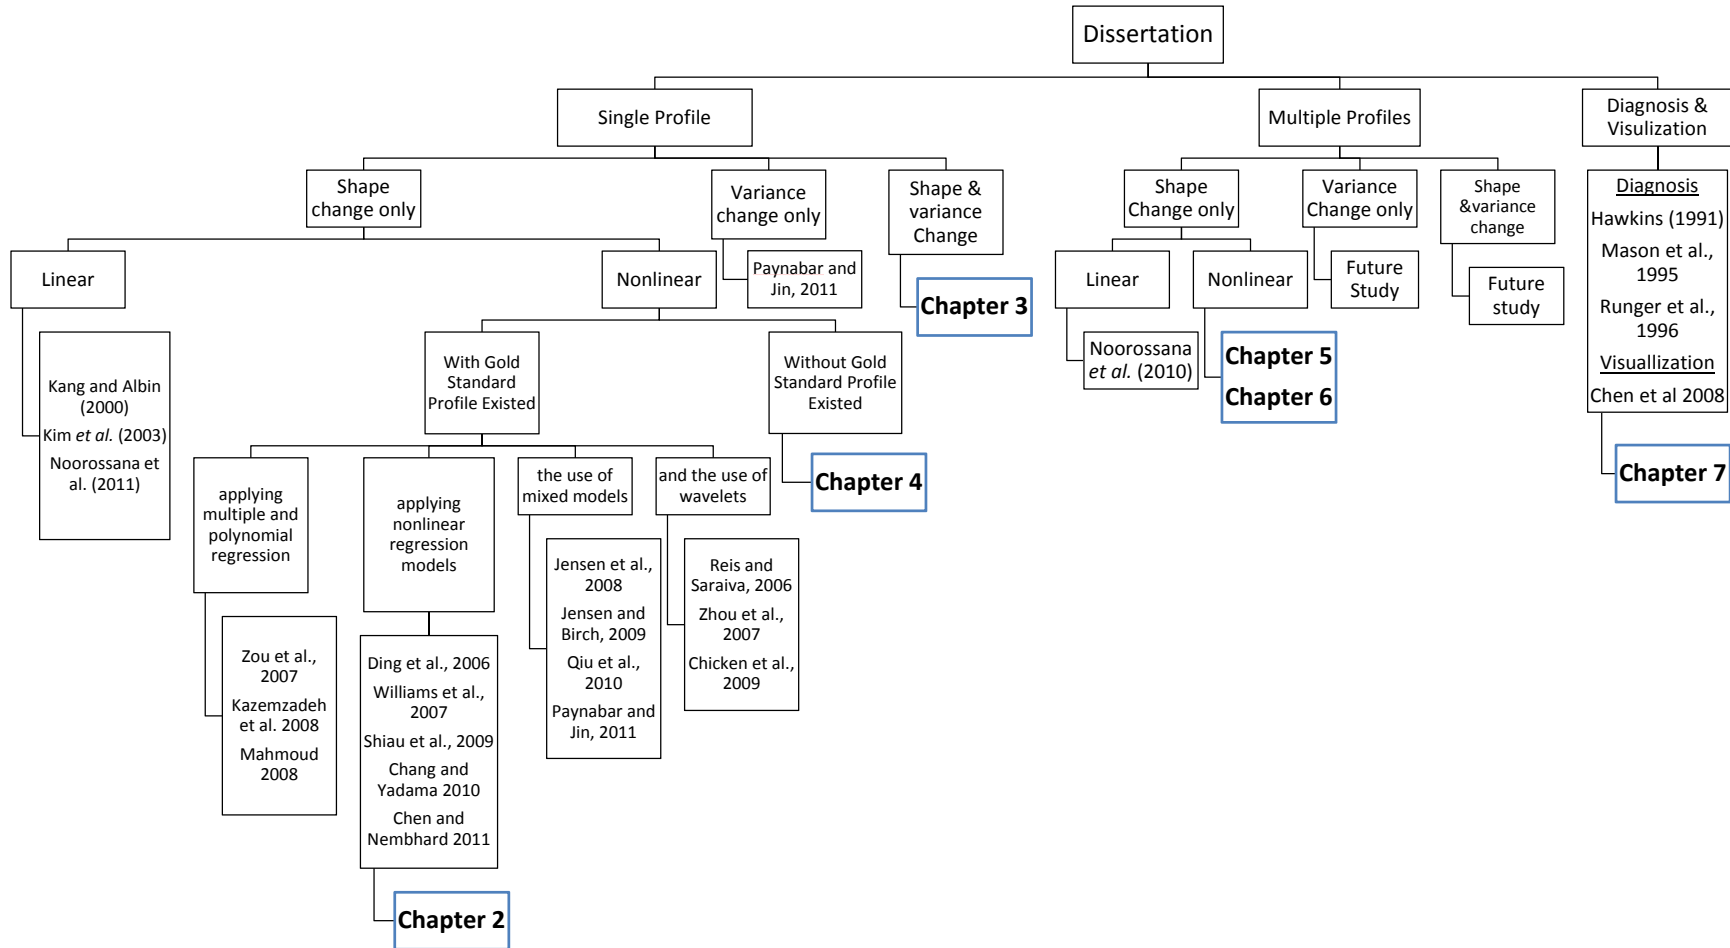 Dissertation
Single Profile
Multiple Profiles
Diagnosis &
Visulization
Shape
change only
Variance
change only
Shape &
variance
Change
Shape
Change only
Variance
Change only
Shape
&variance
change
Diagnosis
Hawkins (1991)
Mason et al.,
1995
Runger et al.,
1996
Visuallization
Chen et al 2008
Linear
Nonlinear
Paynabar and
Jin, 2011
Chapter 3
Linear
Nonlinear
Future
Study
Future
study
Kang and Albin
(2000)
Kim et al. (2003)
Noorossana et
al. (2011)
With Gold
Standard
Profile Existed
Without Gold
Standard Profile
Existed
Noorossana
et al. (2010)
Chapter 5
Chapter 6
Chapter 7
applying
multiple and
polynomial
regression
applying
nonlinear
regression
models
the use of
mixed models
and the use of
wavelets
Chapter 4
Zou et al.,
2007
Kazemzadeh
et al. 2008
Mahmoud
2008
Ding et al., 2006
Williams et al.,
2007
Shiau et al., 2009
Chang and
Yadama 2010
Chen and
Nembhard 2011
Jensen et al.,
2008
Jensen and
Birch, 2009
Qiu et al.,
2010
Paynabar and
Jin, 2011
Reis and
Saraiva, 2006
Zhou et al.,
2007
Chicken et al.,
2009
Chapter 2